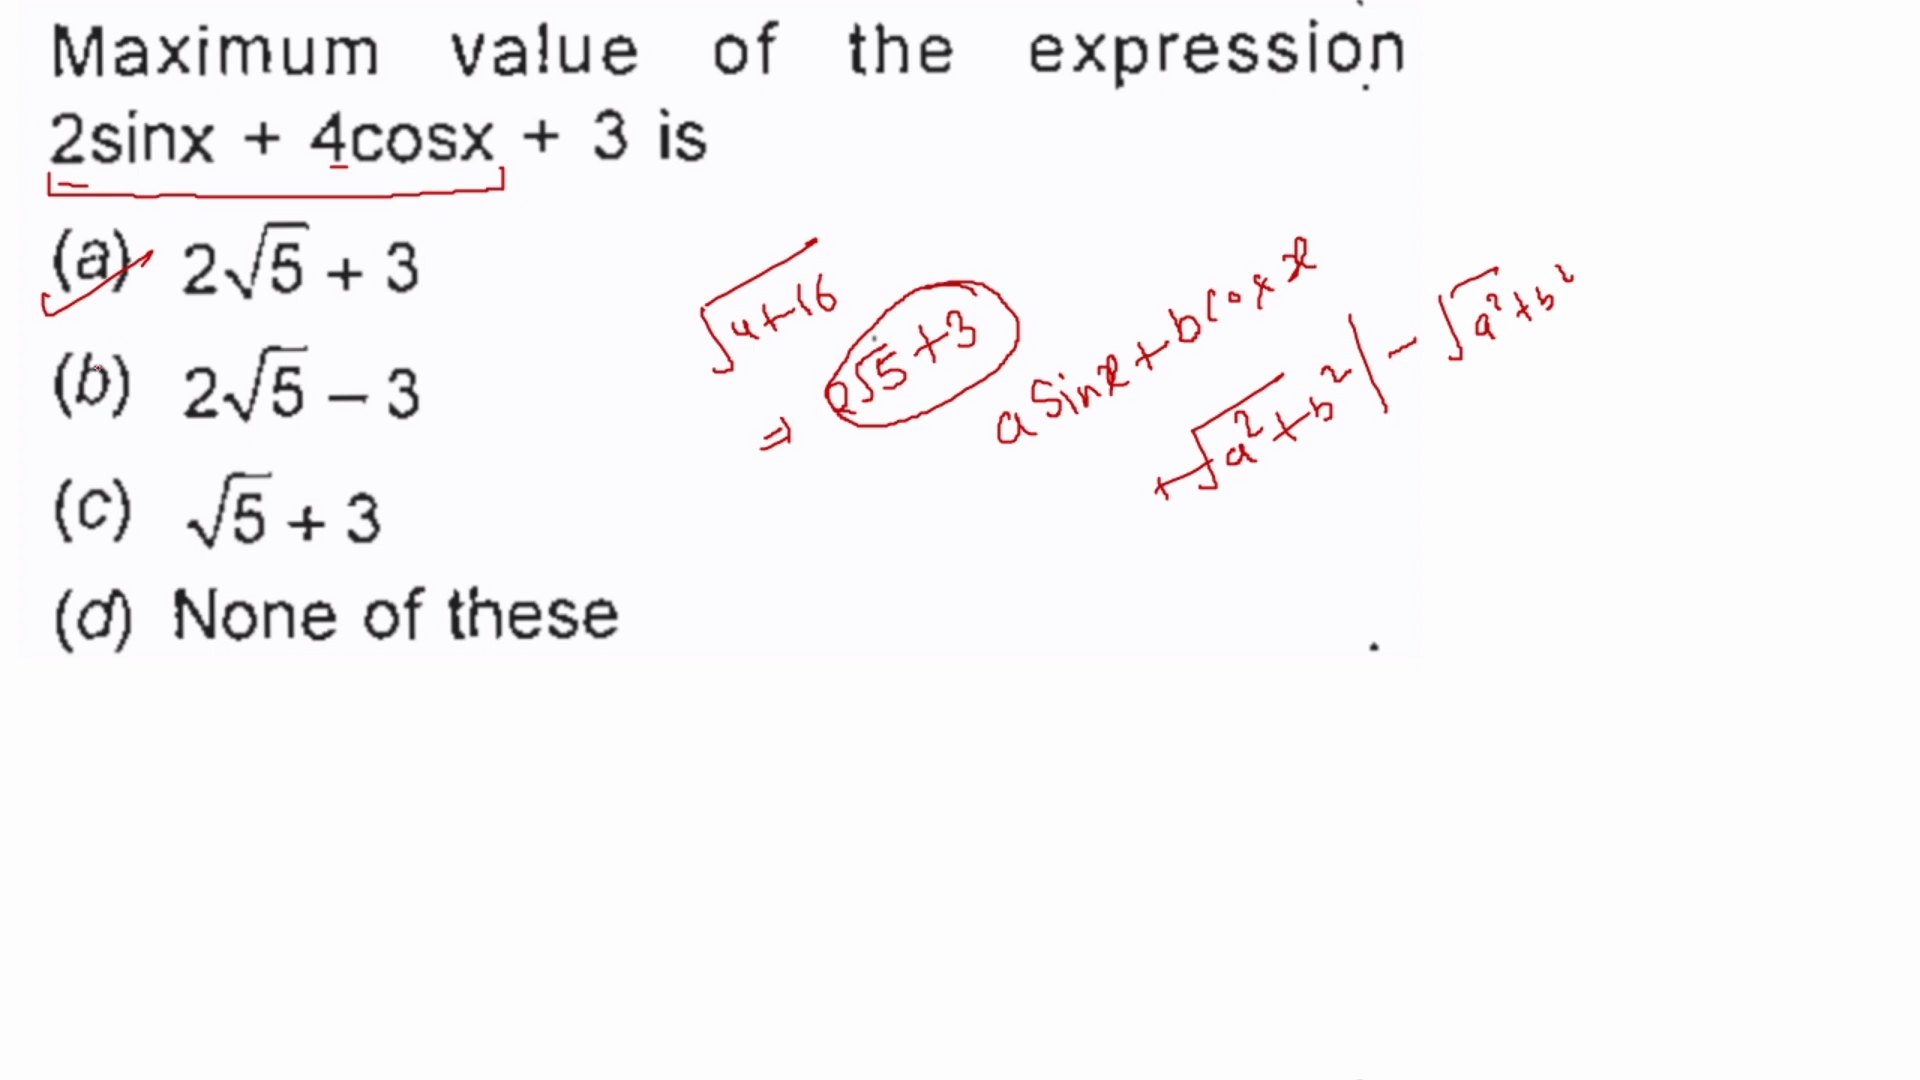 Maximum value of the expression
2sinx + 4cosx + 3 is
(a) 2√5 + 3
(b) 2√5 – 3
(c) √5 + 3
(d) None of these
√4+16
⇒ 2√5 + 3
a sinx + b cosx
+√a²+b² | -√a²+b²